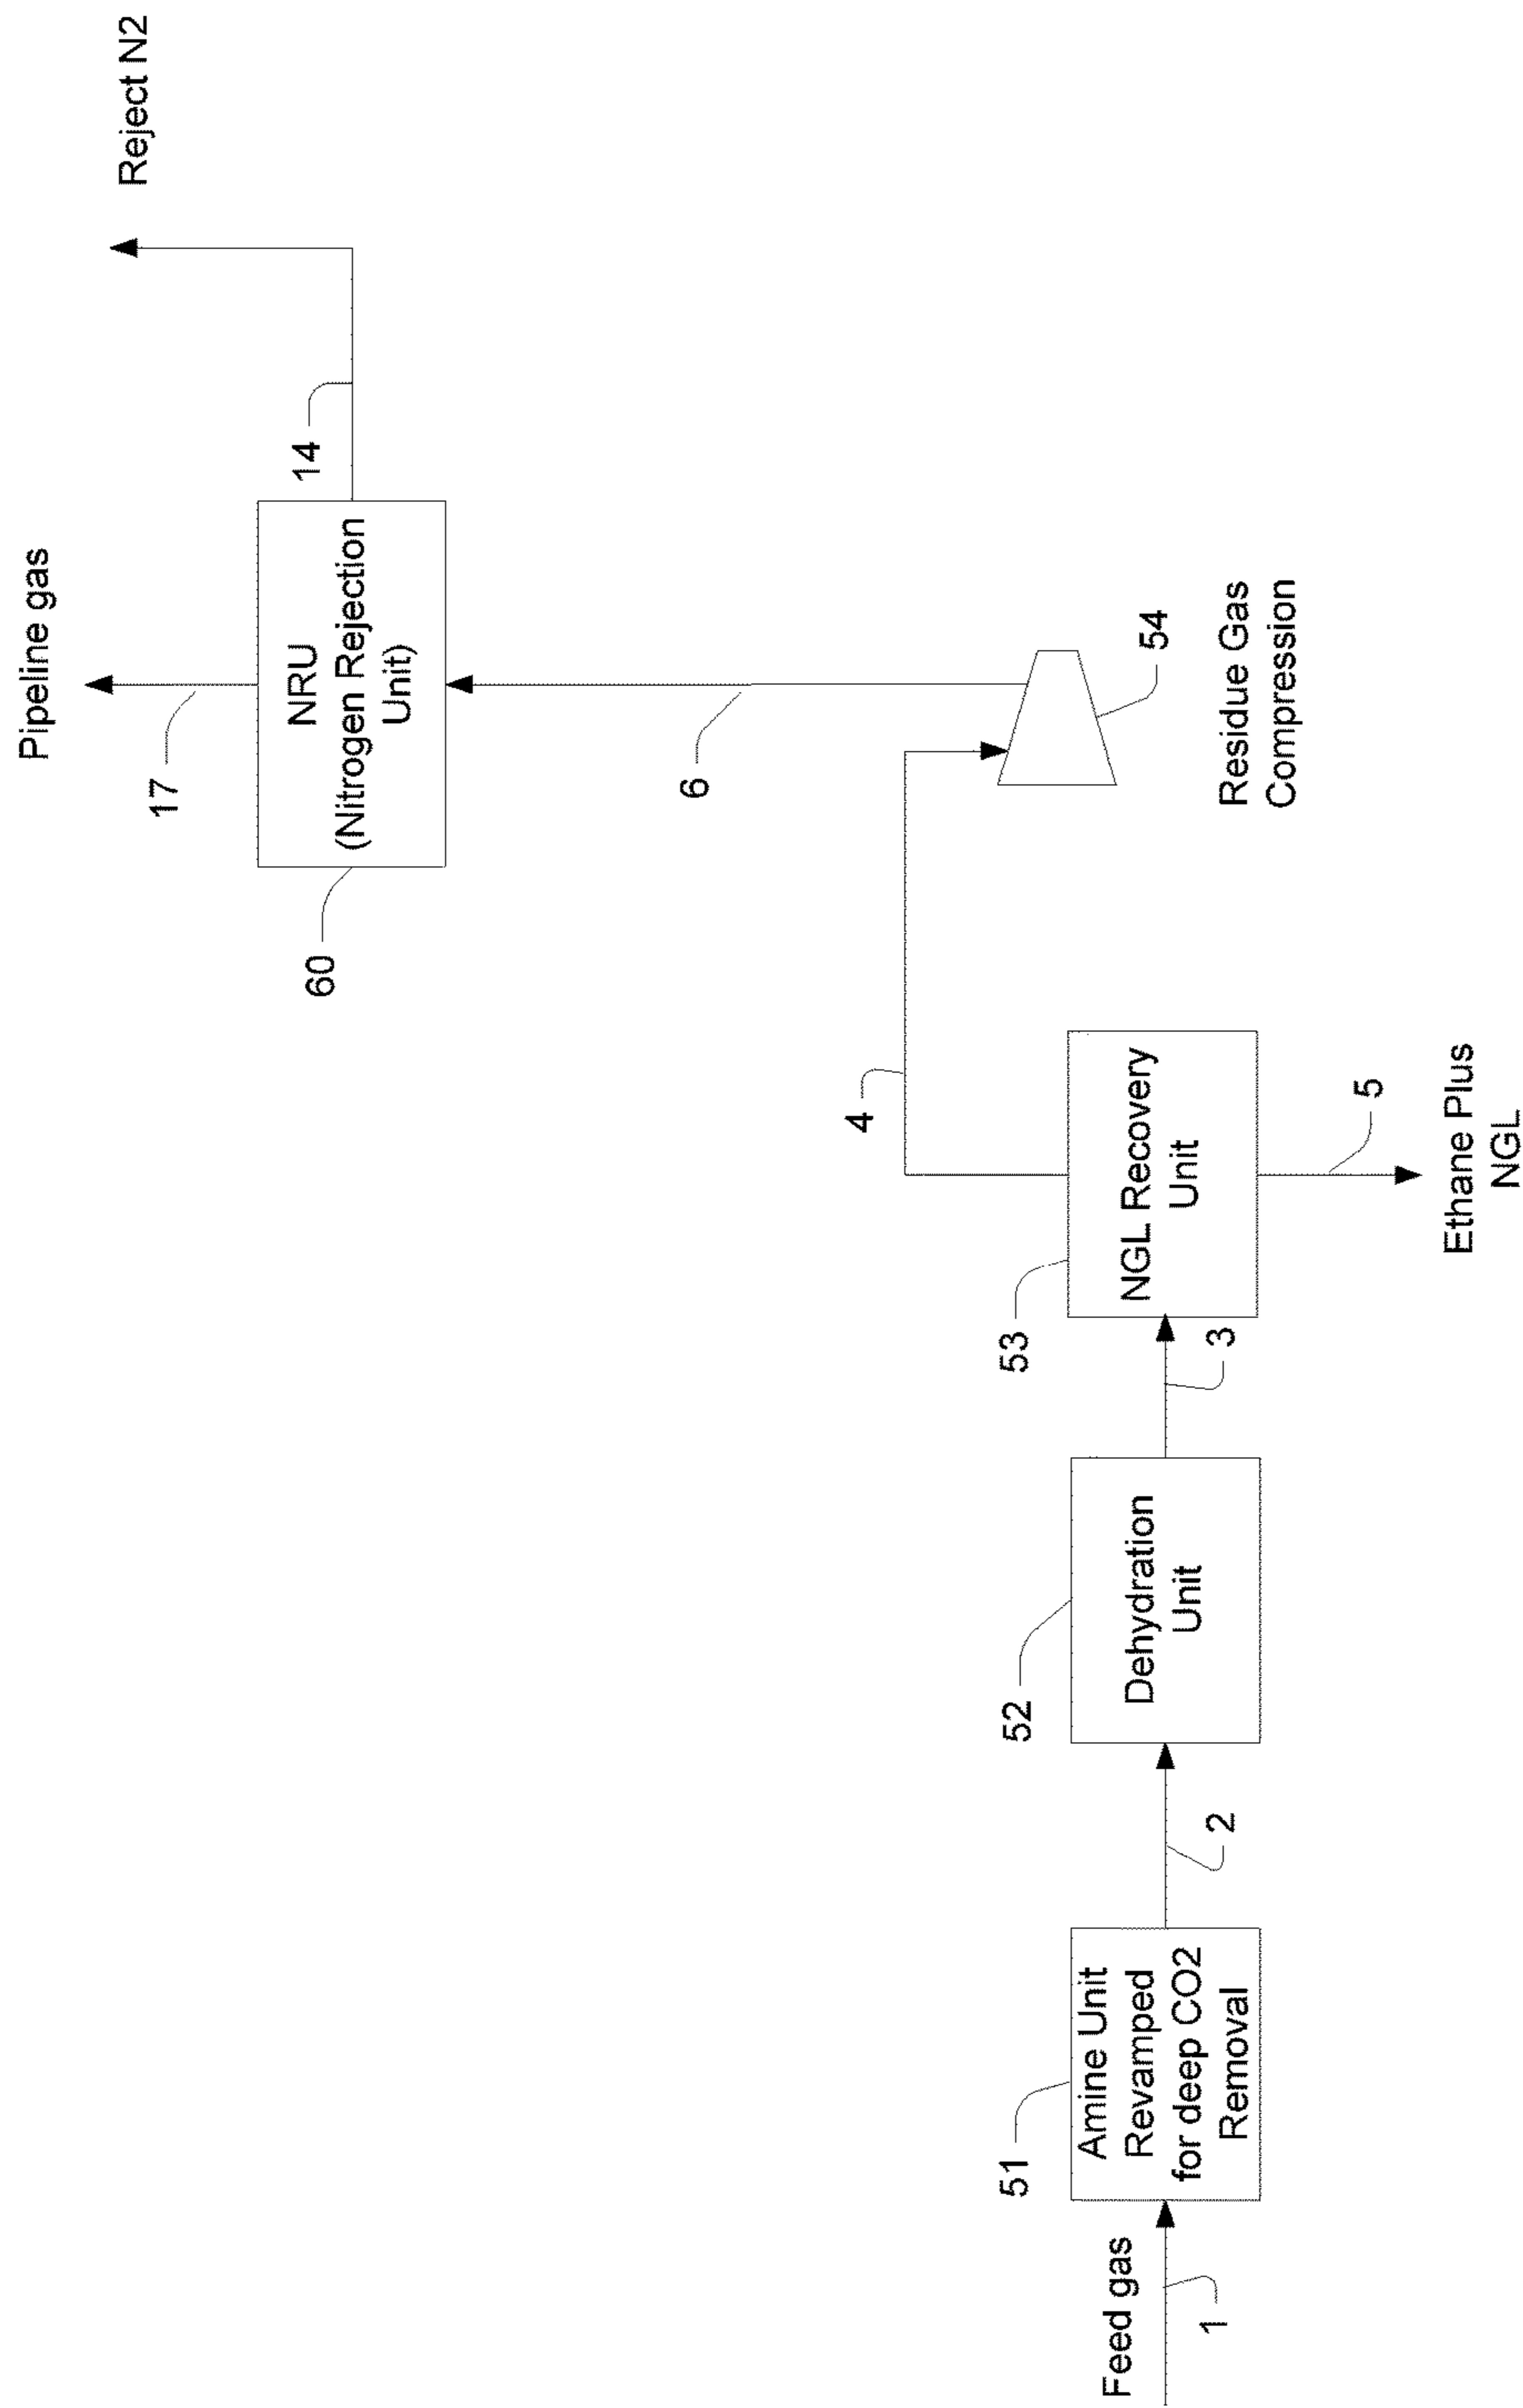 Reject N2
Pipeline gas
17
14
NRU
(Nitrogen Rejection
Unit)
60
6
54
Residue Gas
Compression
4
NGL Recovery
Unit
53
5
Ethane Plus
NGL
3
Dehydration
Unit
52
2
Amine Unit
Revamped
for deep CO2
Removal
51
Feed gas
1